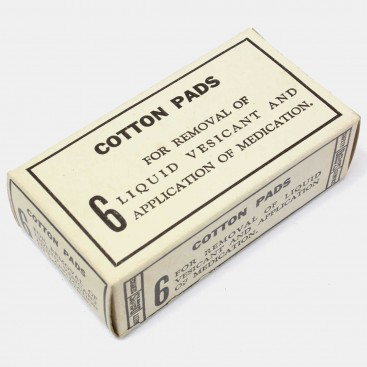 COTTON PADS
FOR REMOVAL OF
LIQUID VESICANT AND
APPLICATION OF MEDICATION.
6
COTTON PADS
FOR REMOVAL OF LIQUID
VESICANT AND APPLICATION
OF MEDICATION.
6
COTTON PADS
6